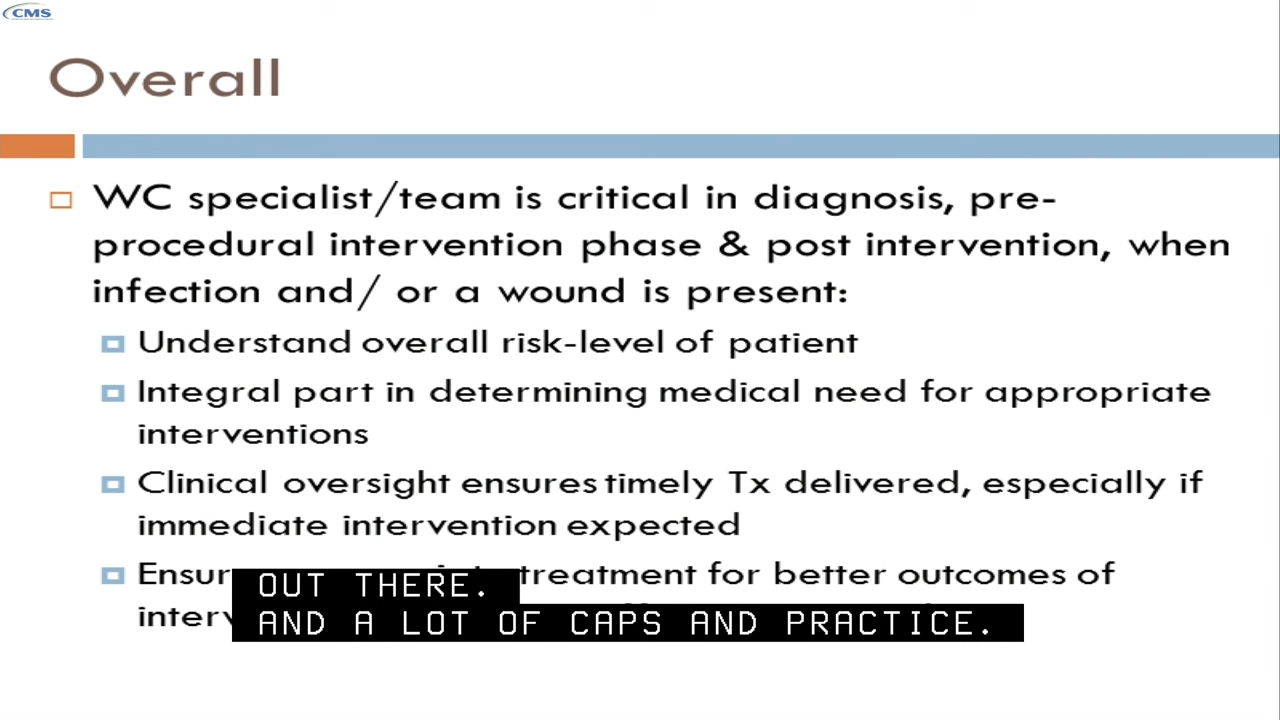 CMS
Overall
WC specialist/team is critical in diagnosis, pre-
procedural intervention phase & post intervention, when
infection and/ or a wound is present:
Understand overall risk-level of patient
Integral part in determining medical need for appropriate
interventions
Clinical oversight ensures timely Tx delivered, especially if
immediate intervention expected
treatment for better outcomes of
OUT THERE.
AND A LOT OF CAPS AND PRACTICE.